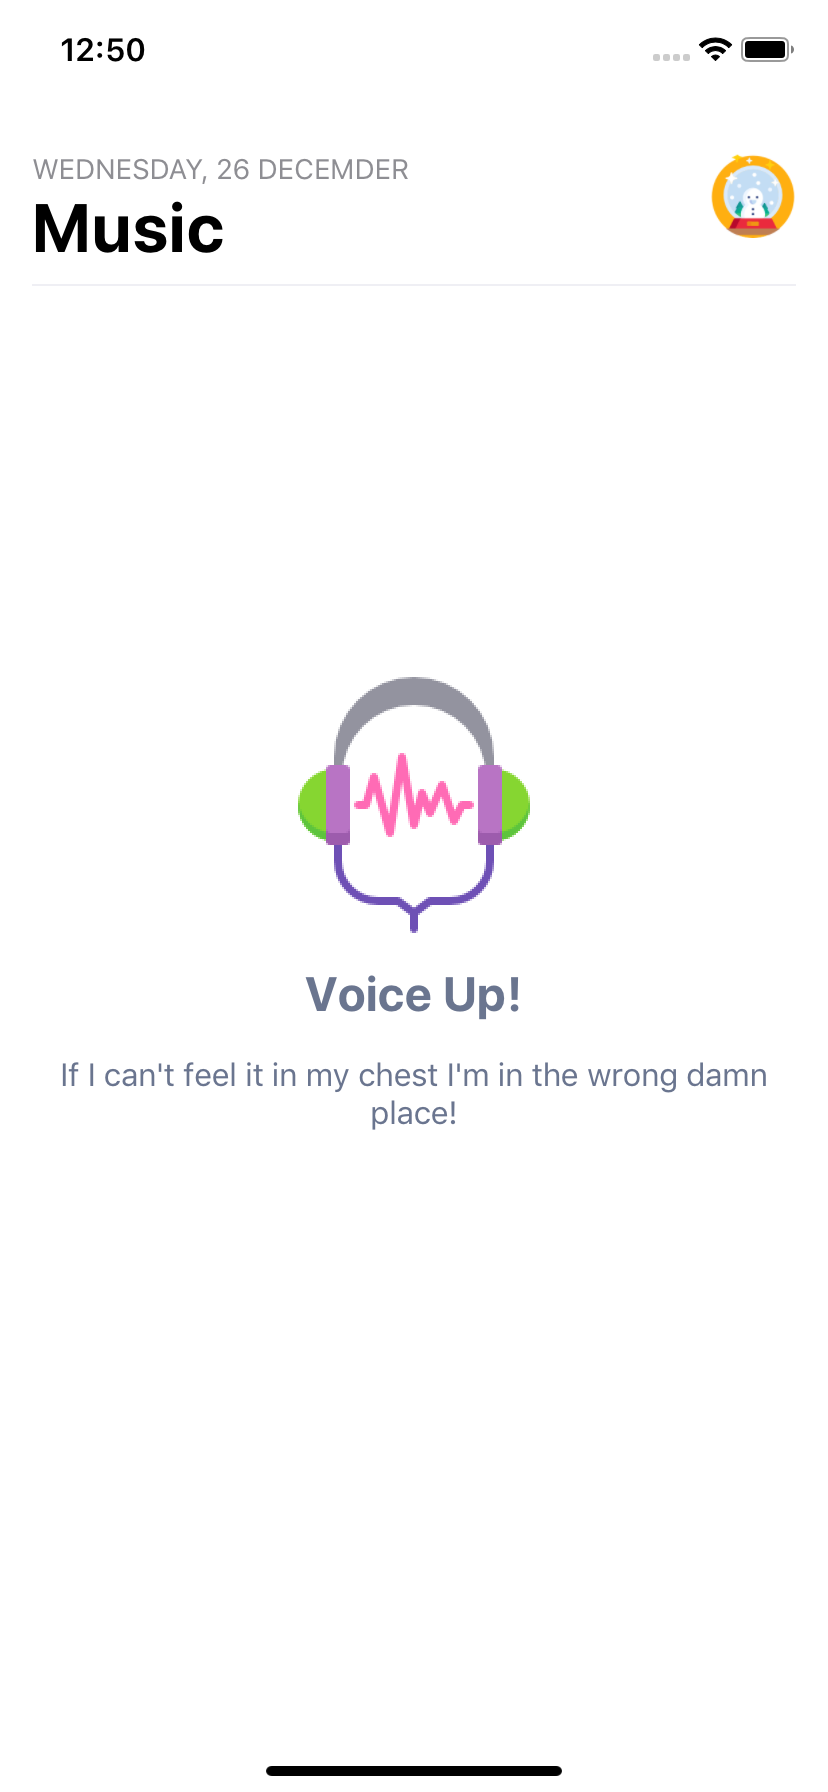 12:50
WEDNESDAY, 26 DECEMDER
Music
Voice Up!
If I can't feel it in my chest I'm in the wrong damn
place!